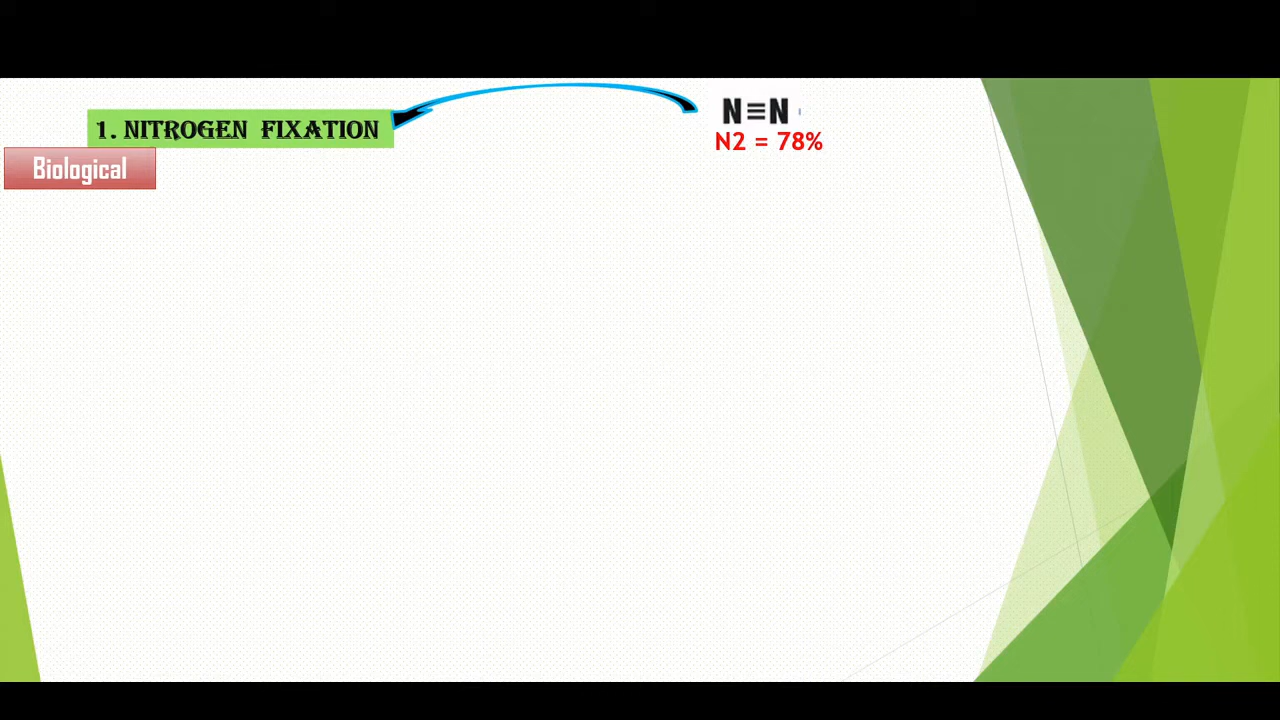 1. NITROGEN FIXATION
N≡N
N2 = 78%
Biological